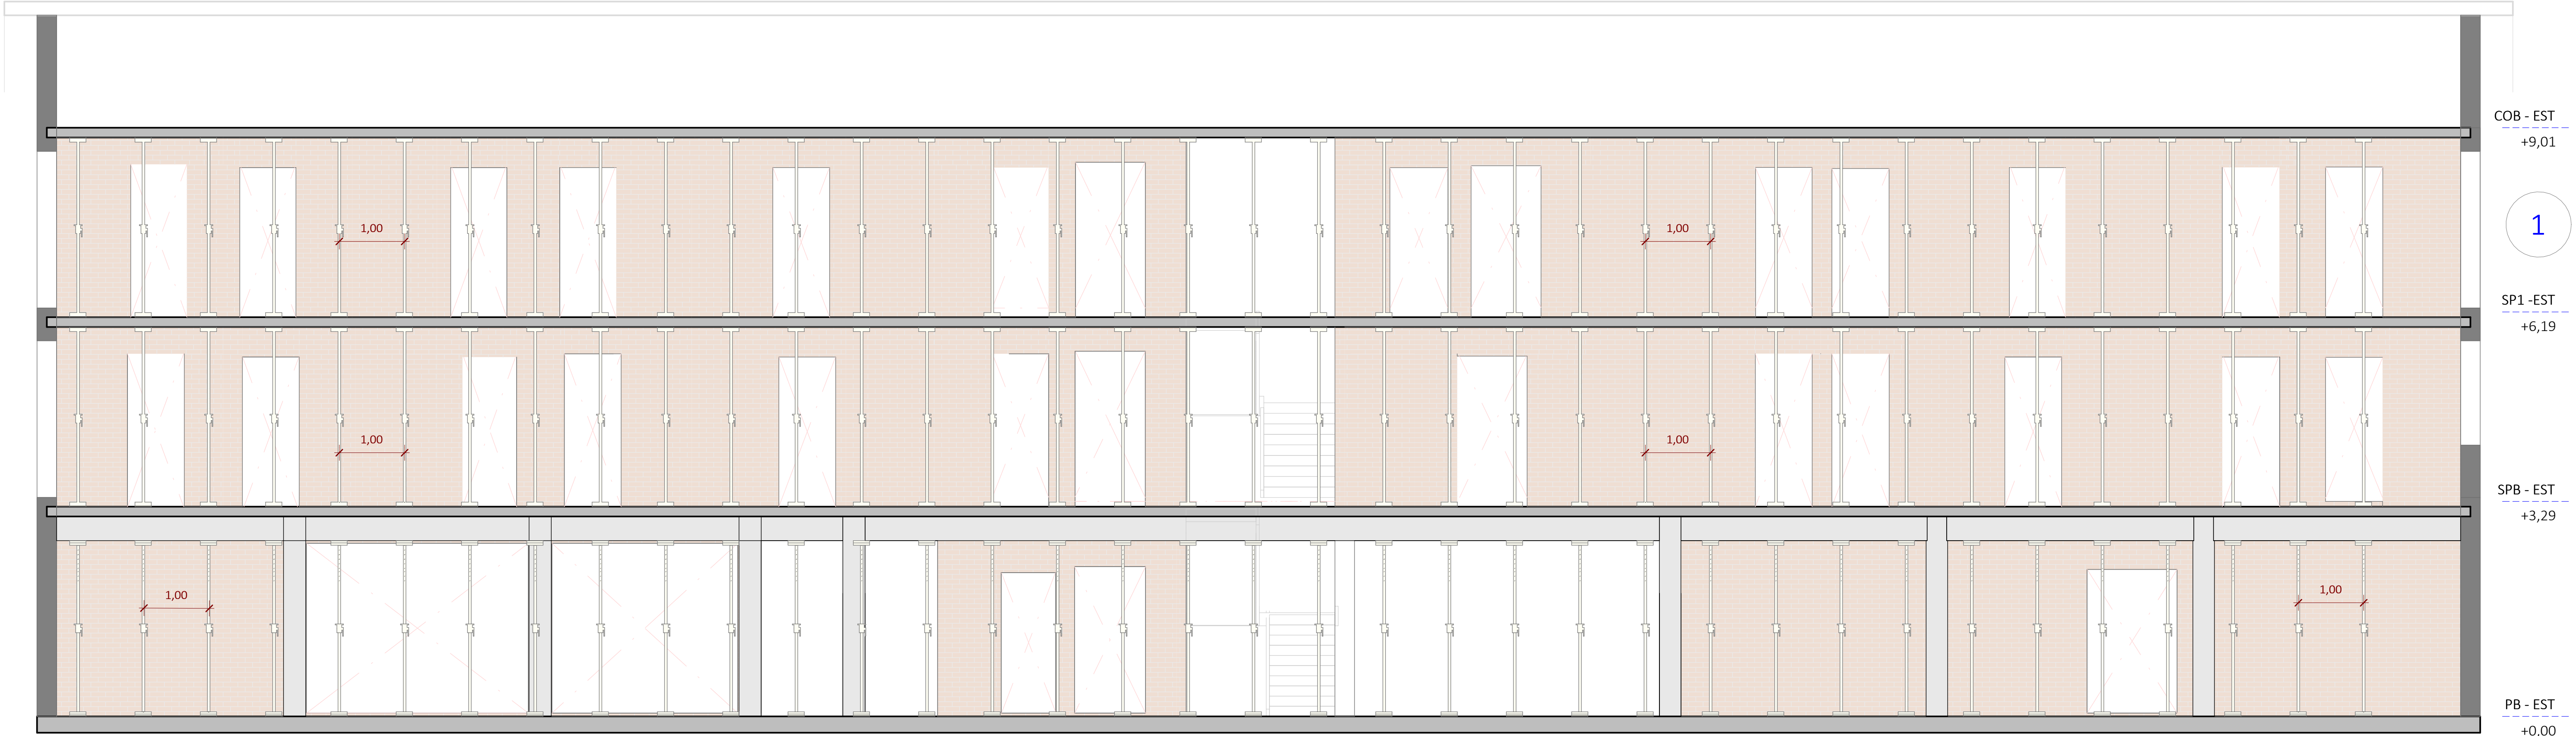 COB - EST
+9,01
1,00
1,00
1
SP1 -EST
+6,19
1,00
1,00
SPB - EST
+3,29
1,00
1,00
PB - EST
+0.00